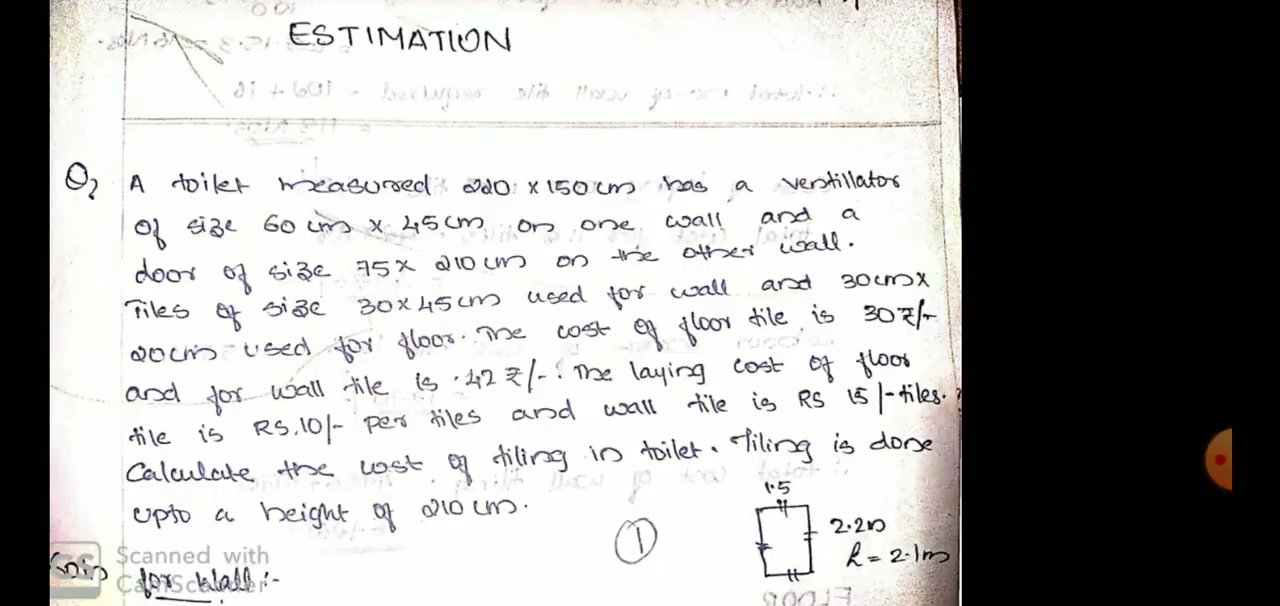 ESTIMATION
Q, A toilet measured 220 x 150 cm has a ventillator
of size 60 cm x 45 cm on one wall and a
door of size 75 x 210 cm on the other wall.
Tiles of size 30 x 45 cm used for wall and 30 cm x
20 cm used for floor. The cost of floor tile is 30 ₹/-
and for wall tile is 42 ₹/-. The laying cost of floor
tile is RS.10/- per tiles and wall tile is RS 15/- tiles.
Calculate the cost of tiling in toilet. Tiling is done
upto a height of 210 cm.
1
1.5
2.2m
h = 2.1m
CS Scanned with
CamScanner
Soln for wall :-